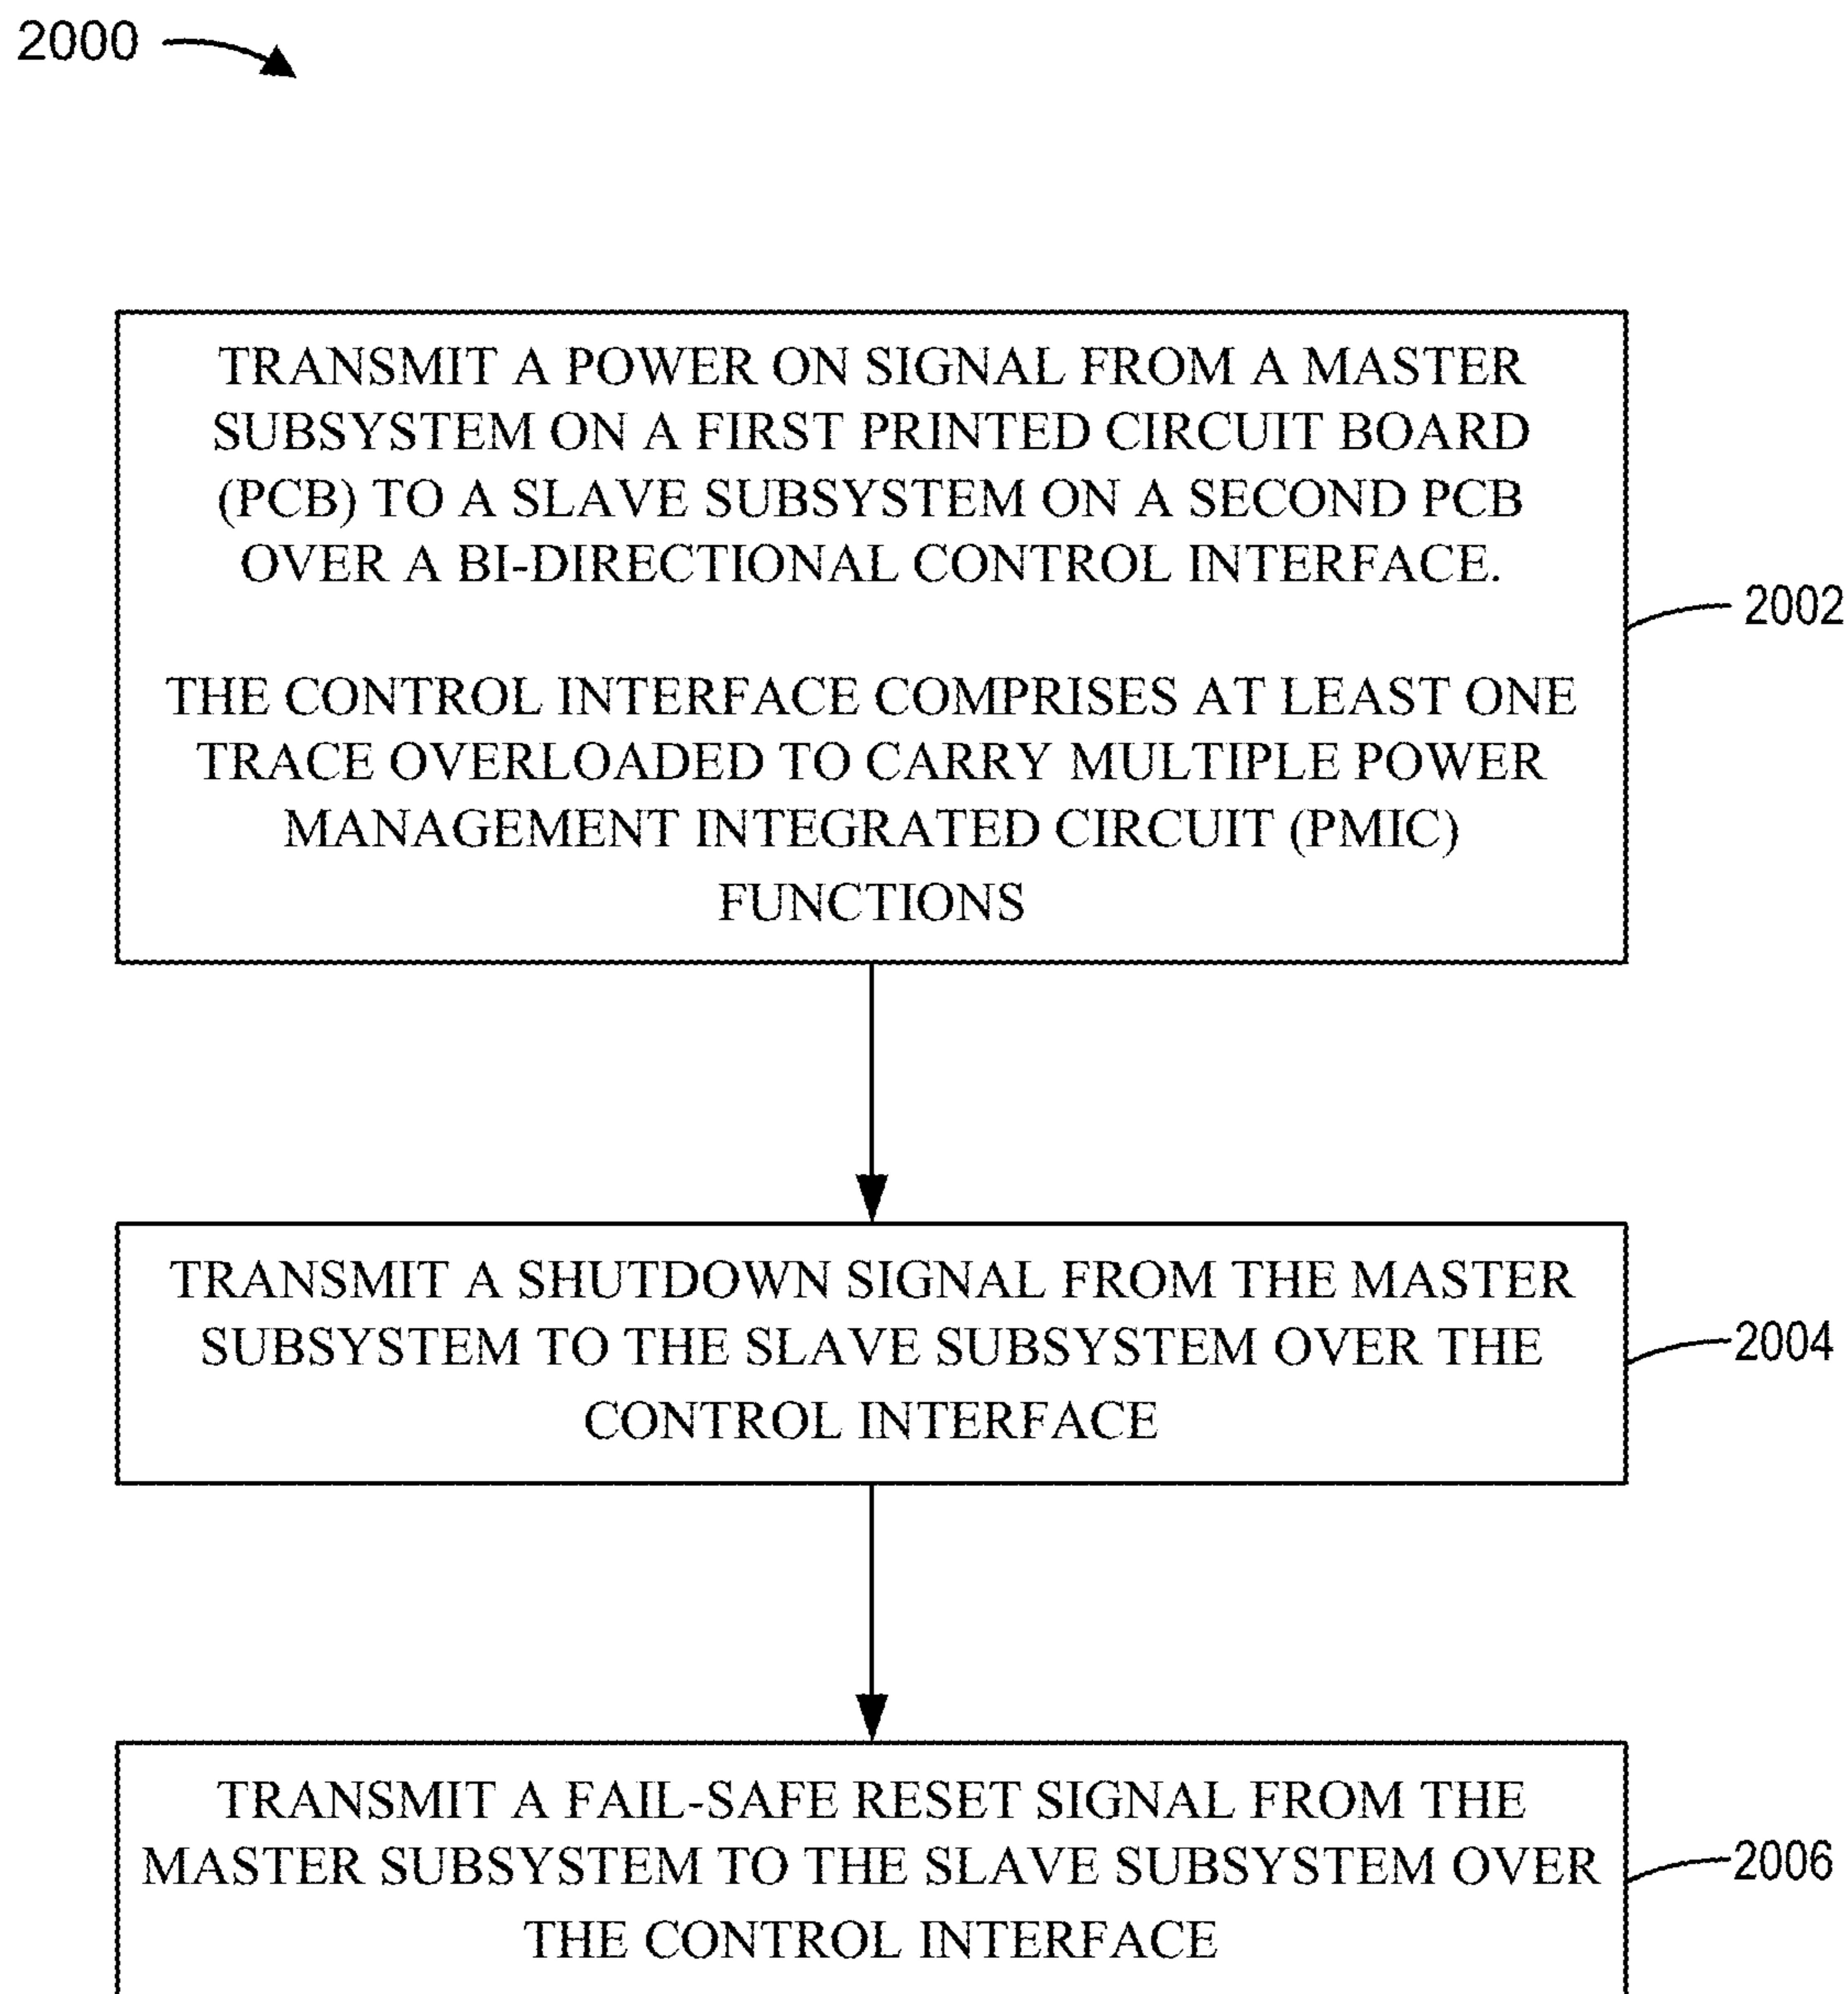 2000
TRANSMIT A POWER ON SIGNAL FROM A MASTER
SUBSYSTEM ON A FIRST PRINTED CIRCUIT BOARD
(PCB) TO A SLAVE SUBSYSTEM ON A SECOND PCB
OVER A BI-DIRECTIONAL CONTROL INTERFACE.
2002
THE CONTROL INTERFACE COMPRISES AT LEAST ONE
TRACE OVERLOADED TO CARRY MULTIPLE POWER
MANAGEMENT INTEGRATED CIRCUIT (PMIC)
FUNCTIONS
TRANSMIT A SHUTDOWN SIGNAL FROM THE MASTER
SUBSYSTEM TO THE SLAVE SUBSYSTEM OVER THE
CONTROL INTERFACE
2004
TRANSMIT A FAIL-SAFE RESET SIGNAL FROM THE
MASTER SUBSYSTEM TO THE SLAVE SUBSYSTEM OVER
THE CONTROL INTERFACE
2006